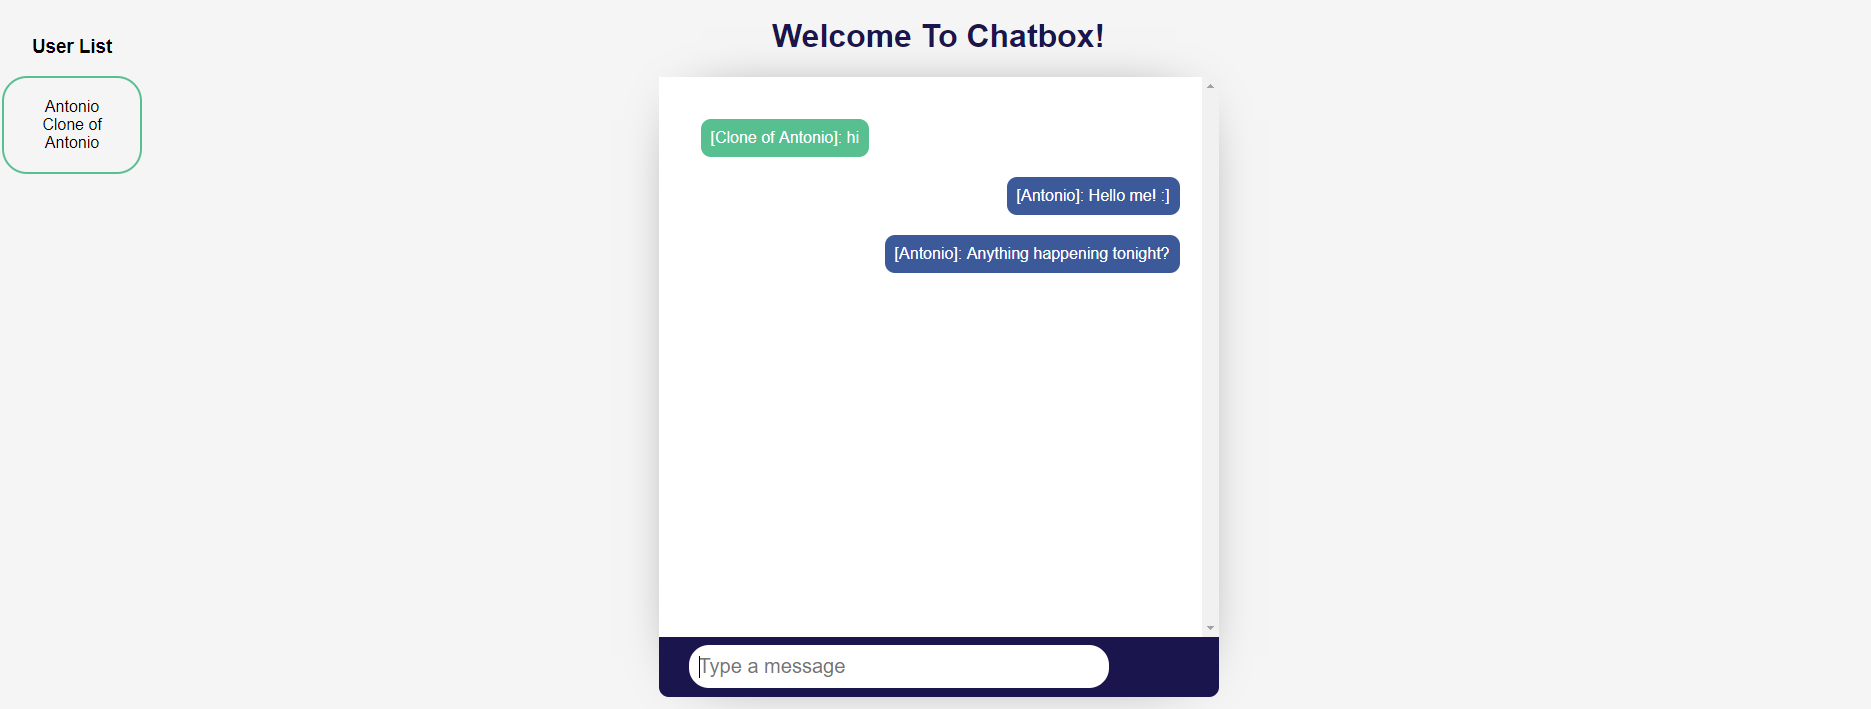 Welcome To Chatbox!
User List
Antonio
Clone of
Antonio
[Clone of Antonio]: hi
[Antonio]: Hello me! :]
[Antonio]: Anything happening tonight?
Type a message